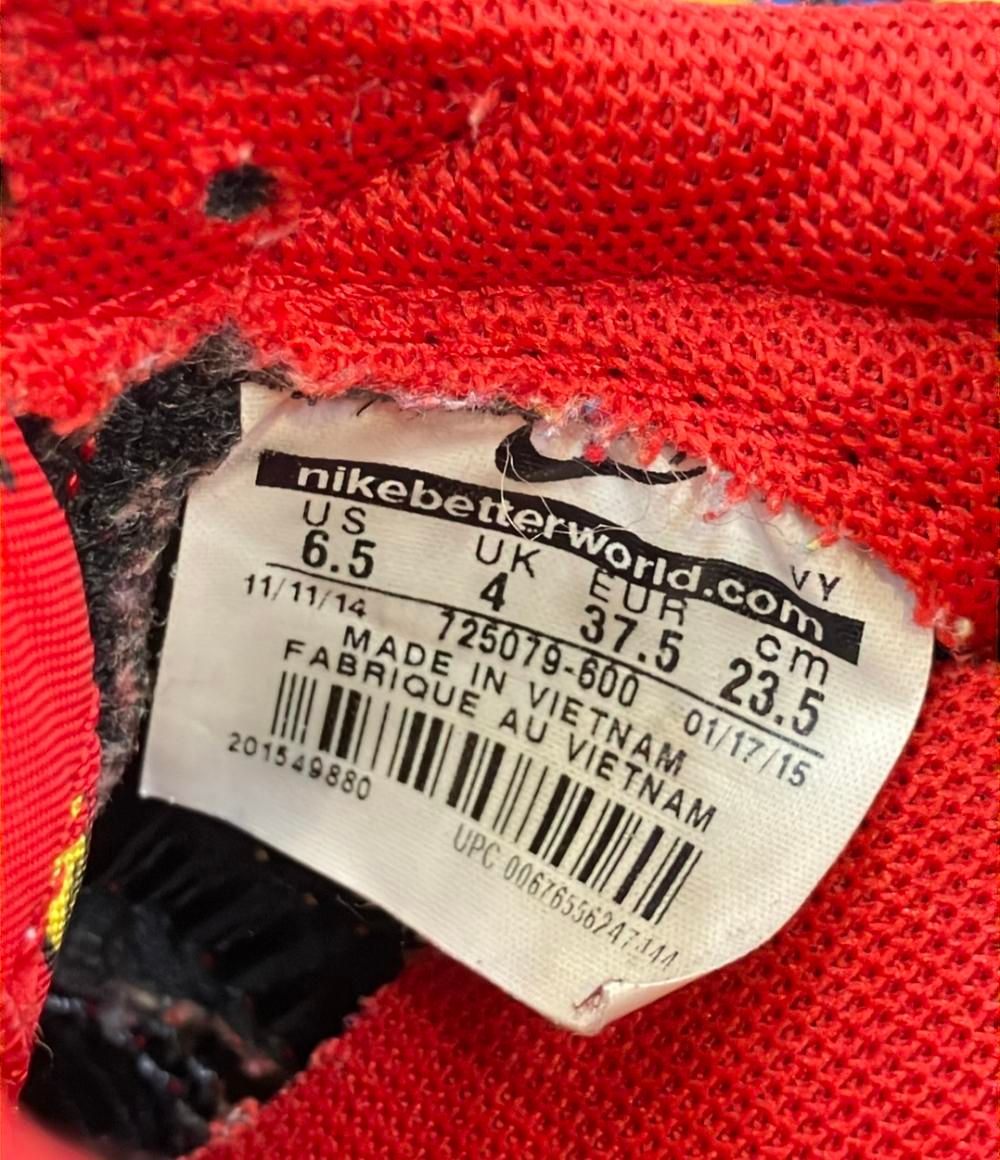 nikebetterworld.com
VY
US UK EUR cm
6.5 4 37.5 23.5
11/11/14 725079-600 01/17/15
MADE IN VIETNAM
FABRIQUE AU VIETNAM
201549880
UPC 00676556247144